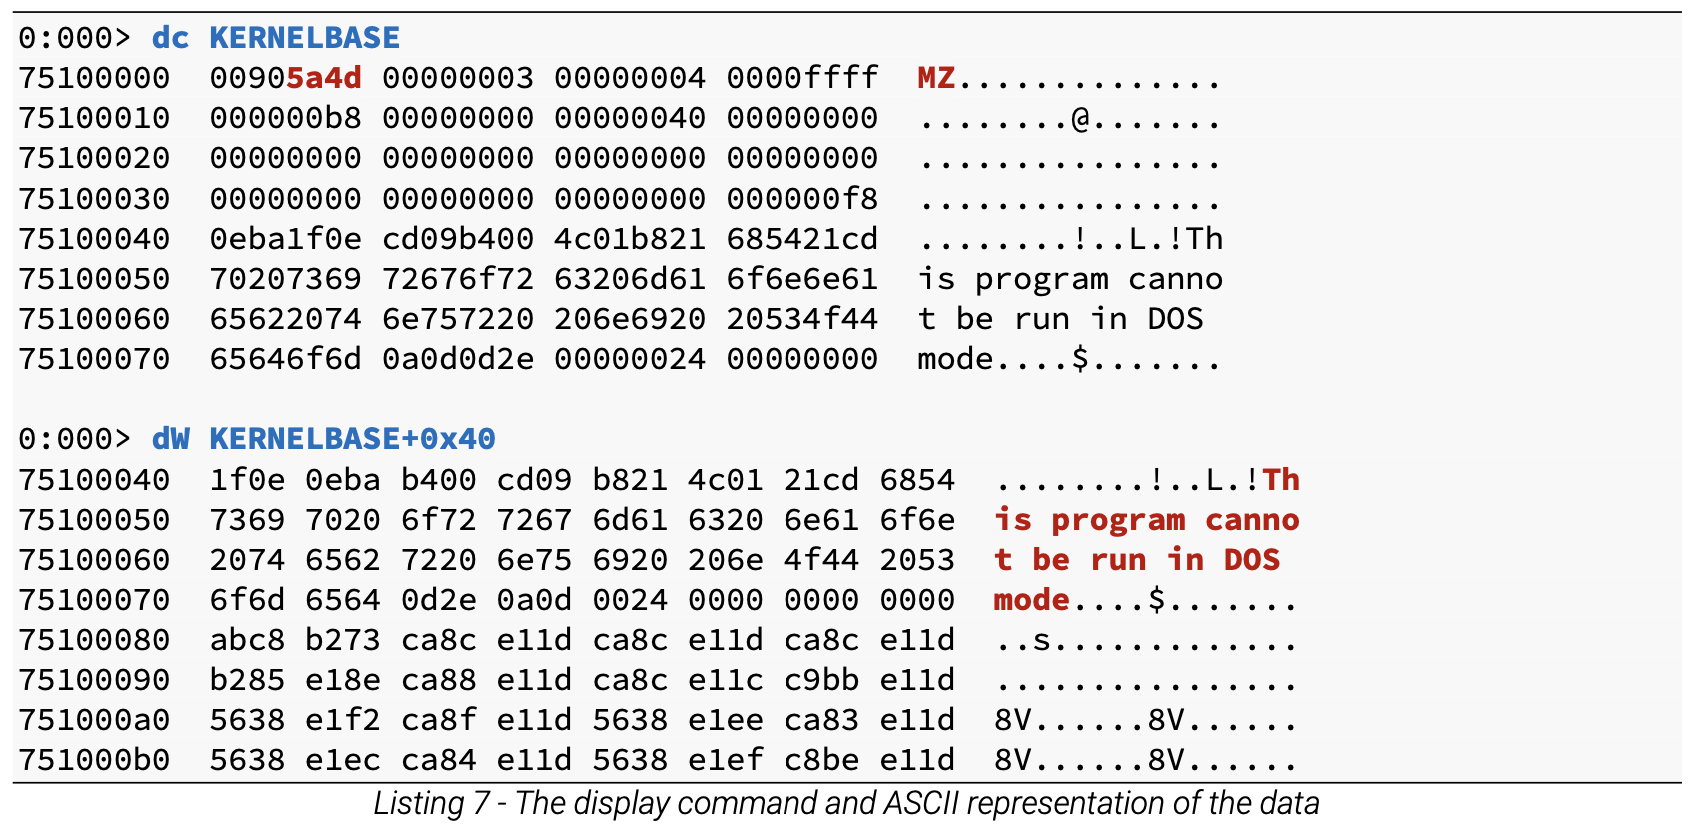 0:000> dc KERNELBASE
75100000  00905a4d 00000003 00000004 0000ffff  MZ..............
75100010  000000b8 00000000 00000040 00000000  ........@.......
75100020  00000000 00000000 00000000 00000000  ................
75100030  00000000 00000000 00000000 000000f8  ................
75100040  0eba1f0e cd09b400 4c01b821 685421cd  ........!..L.!Th
75100050  70207369 72676f72 63206d61 6f6e6e61  is program canno
75100060  65622074 6e757220 206e6920 20534f44  t be run in DOS
75100070  65646f6d 0a0d0d2e 00000024 00000000  mode....$.......
0:000> dW KERNELBASE+0x40
75100040  1f0e 0eba b400 cd09 b821 4c01 21cd 6854  ........!..L.!Th
75100050  7369 7020 6f72 7267 6d61 6320 6e61 6f6e  is program canno
75100060  2074 6562 7220 6e75 6920 206e 4f44 2053  t be run in DOS
75100070  6f6d 6564 0d2e 0a0d 0024 0000 0000 0000  mode....$.......
75100080  abc8 b273 ca8c e11d ca8c e11d ca8c e11d  ..s.............
75100090  b285 e18e ca88 e11d ca8c e11c c9bb e11d  ................
751000a0  5638 e1f2 ca8f e11d 5638 e1ee ca83 e11d  8V......8V......
751000b0  5638 e1ec ca84 e11d 5638 e1ef c8be e11d  8V......8V......
Listing 7 - The display command and ASCII representation of the data